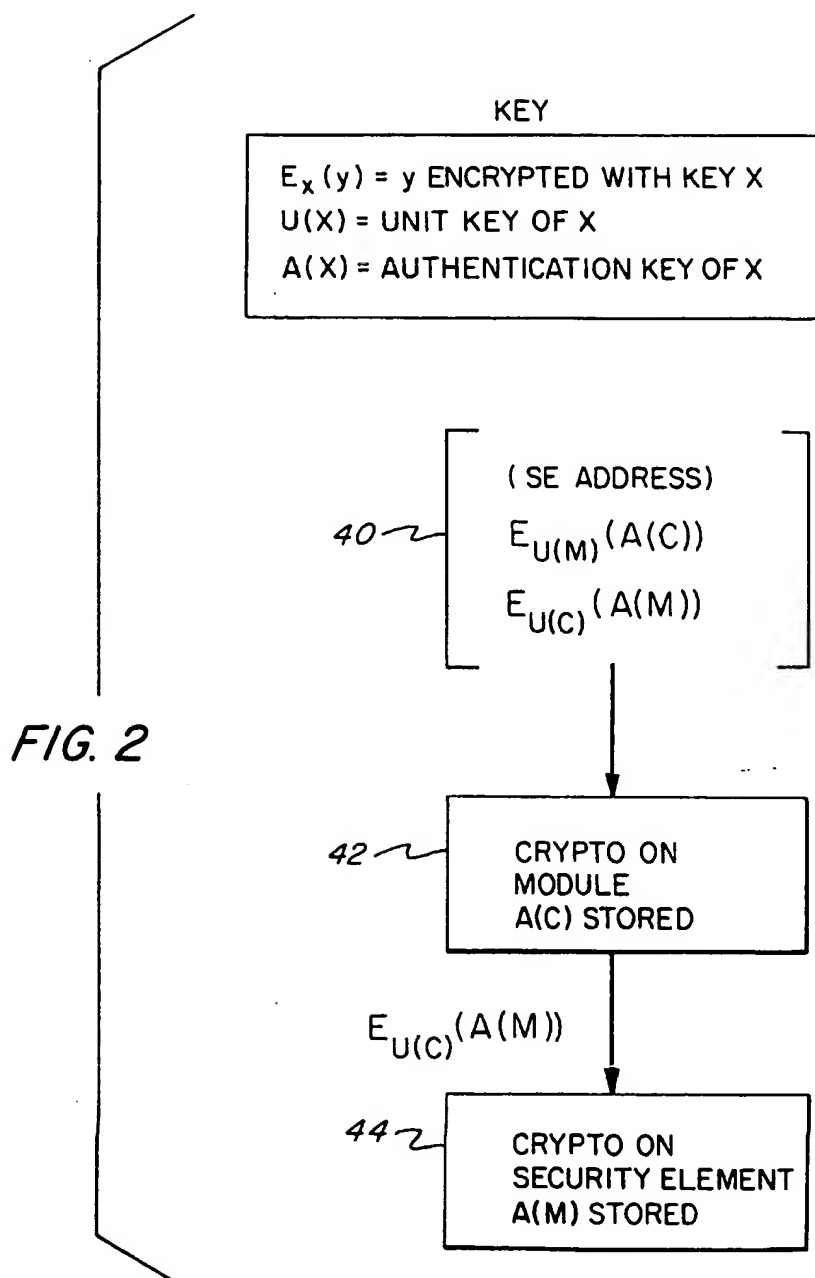 KEY
E_X(y) = y ENCRYPTED WITH KEY X
U(X) = UNIT KEY OF X
A(X) = AUTHENTICATION KEY OF X
(SE ADDRESS)
40
E_U(M)(A(C))
E_U(C)(A(M))
FIG. 2
42
CRYPTO ON
MODULE
A(C) STORED
E_U(C)(A(M))
44
CRYPTO ON
SECURITY ELEMENT
A(M) STORED